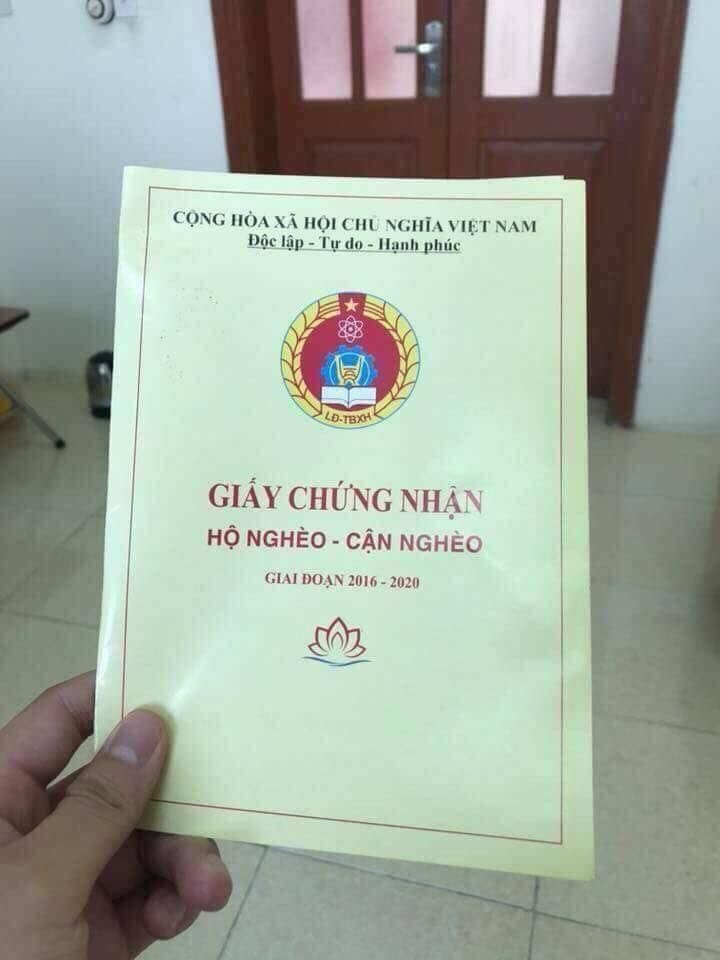 CỘNG HÒA XÃ HỘI CHỦ NGHĨA VIỆT NAM
Độc lập - Tự do - Hạnh phúc
LĐ-TBXH
GIẤY CHỨNG NHẬN
HỘ NGHÈO - CẬN NGHÈO
GIAI ĐOẠN 2016 - 2020